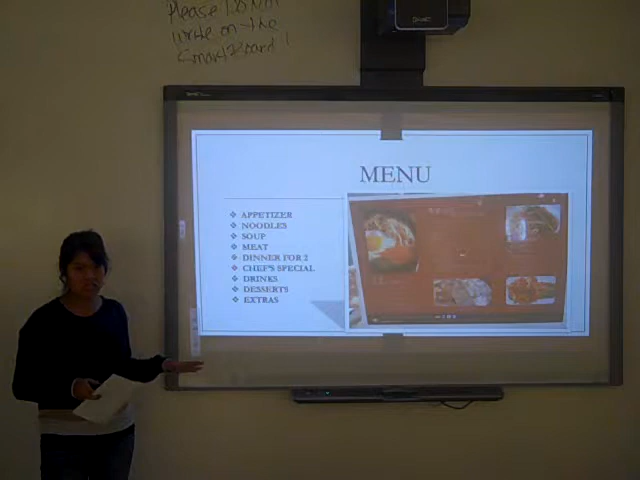 Please Do Not
write on the
SmartBoard !
SMART
MENU
❖ APPETIZER
❖ NOODLES
❖ SOUP
❖ MEAT
❖ DINNER FOR 2
❖ CHEF'S SPECIAL
❖ DRINKS
❖ DESSERTS
❖ EXTRAS